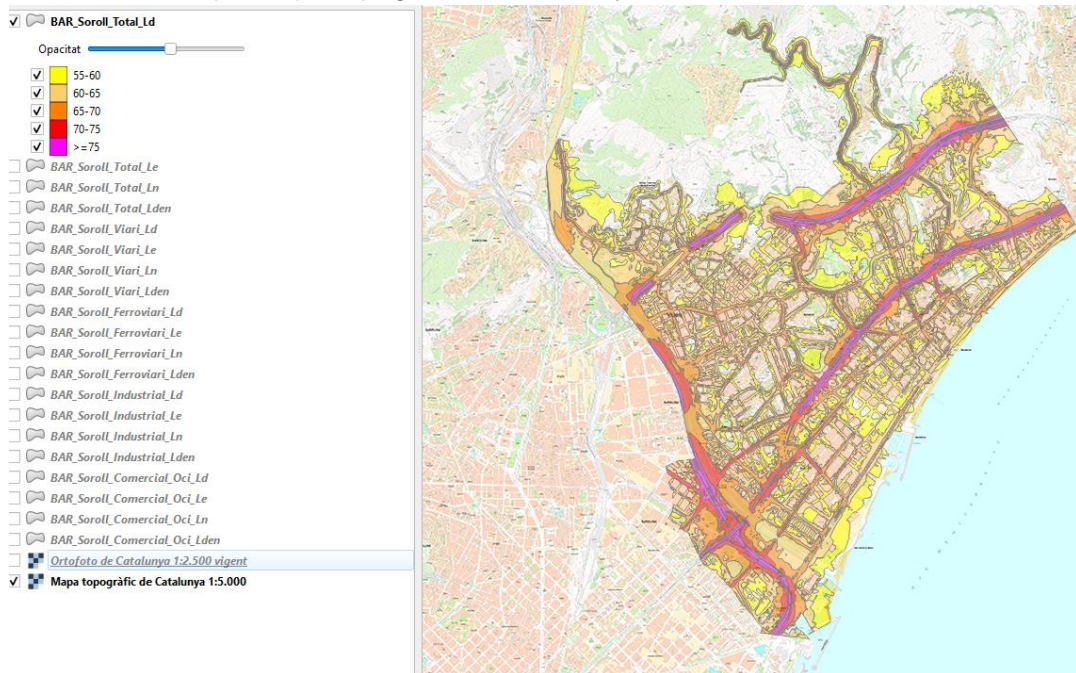 BAR_Soroll_Total_Ld
Opacitat
55-60
60-65
65-70
70-75
>=75
BAR_Soroll_Total_Le
BAR_Soroll_Total_Ln
BAR_Soroll_Total_Lden
BAR_Soroll_Viari_Ld
BAR_Soroll_Viari_Le
BAR_Soroll_Viari_Ln
BAR_Soroll_Viari_Lden
BAR_Soroll_Ferroviari_Ld
BAR_Soroll_Ferroviari_Le
BAR_Soroll_Ferroviari_Ln
BAR_Soroll_Ferroviari_Lden
BAR_Soroll_Industrial_Ld
BAR_Soroll_Industrial_Le
BAR_Soroll_Industrial_Ln
BAR_Soroll_Industrial_Lden
BAR_Soroll_Comercial_Oci_Ld
BAR_Soroll_Comercial_Oci_Le
BAR_Soroll_Comercial_Oci_Ln
BAR_Soroll_Comercial_Oci_Lden
Ortofoto de Catalunya 1:2.500 vigent
Mapa topogràfic de Catalunya 1:5.000